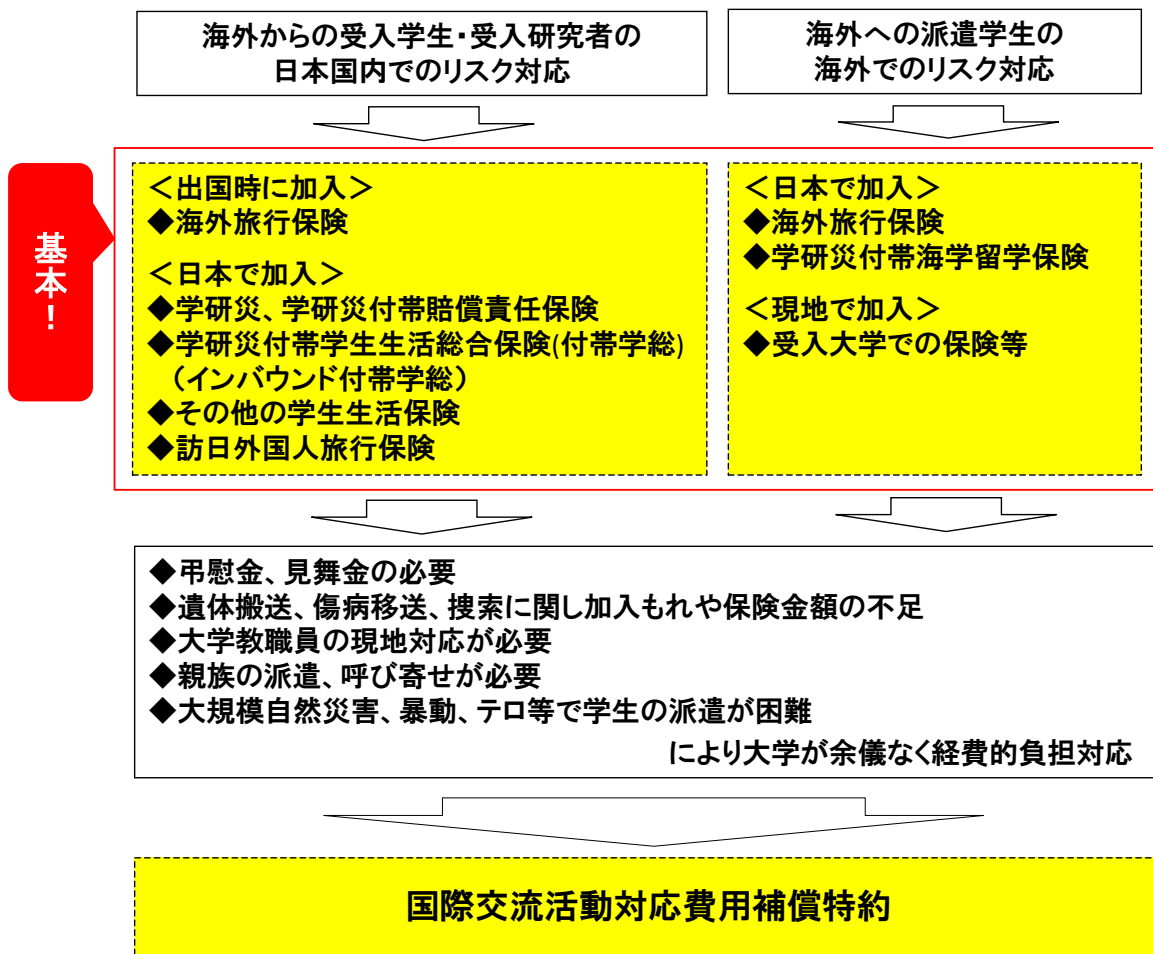 海外からの受入学生・受入研究者の
日本国内でのリスク対応
海外への派遣学生の
海外でのリスク対応
基本！
＜出国時に加入＞
◆海外旅行保険
＜日本で加入＞
◆学研災、学研災付帯賠償責任保険
◆学研災付帯学生生活総合保険(付帯学総)
（インバウンド付帯学総）
◆その他の学生生活保険
◆訪日外国人旅行保険
＜日本で加入＞
◆海外旅行保険
◆学研災付帯海学留学保険
＜現地で加入＞
◆受入大学での保険等
◆弔慰金、見舞金の必要
◆遺体搬送、傷病移送、捜索に関し加入もれや保険金額の不足
◆大学教職員の現地対応が必要
◆親族の派遣、呼び寄せが必要
◆大規模自然災害、暴動、テロ等で学生の派遣が困難
により大学が余儀なく経費的負担対応
国際交流活動対応費用補償特約